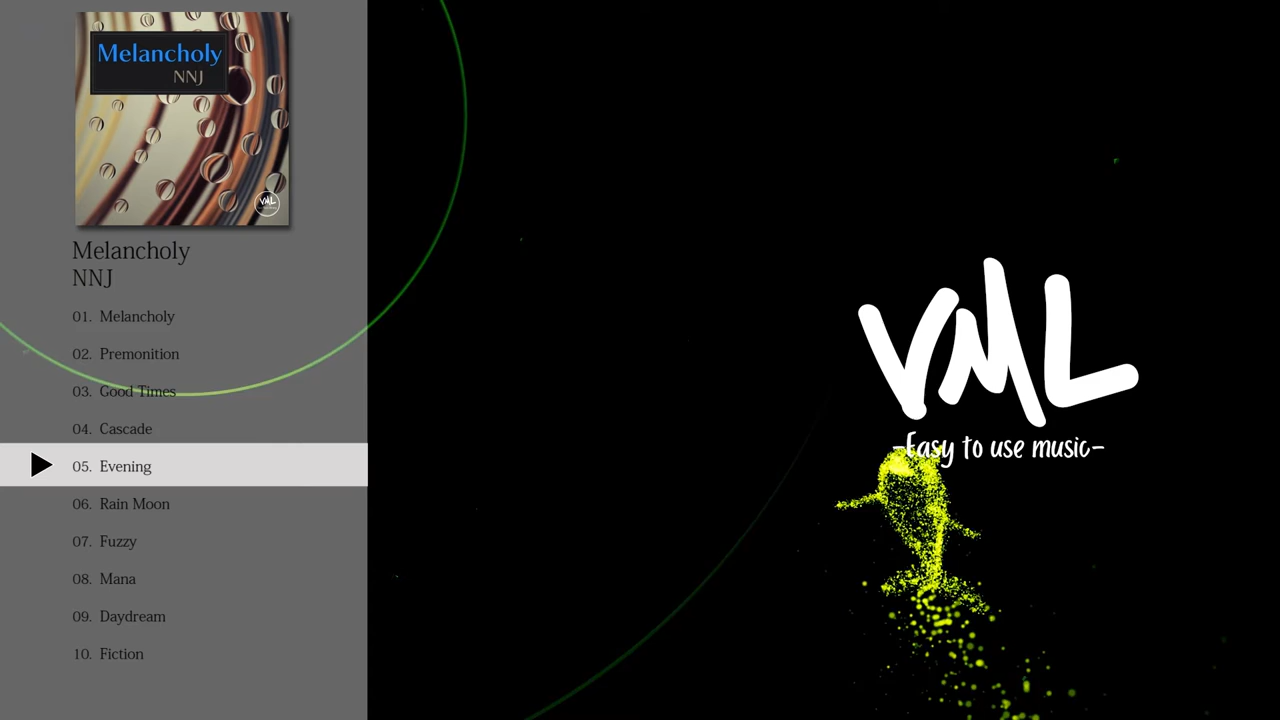 Melancholy
NNJ
VML
Melancholy
NNJ
01. Melancholy
02. Premonition
03. Good Times
04. Cascade
05. Evening
06. Rain Moon
07. Fuzzy
08. Mana
09. Daydream
10. Fiction
VML
-Easy to use music-